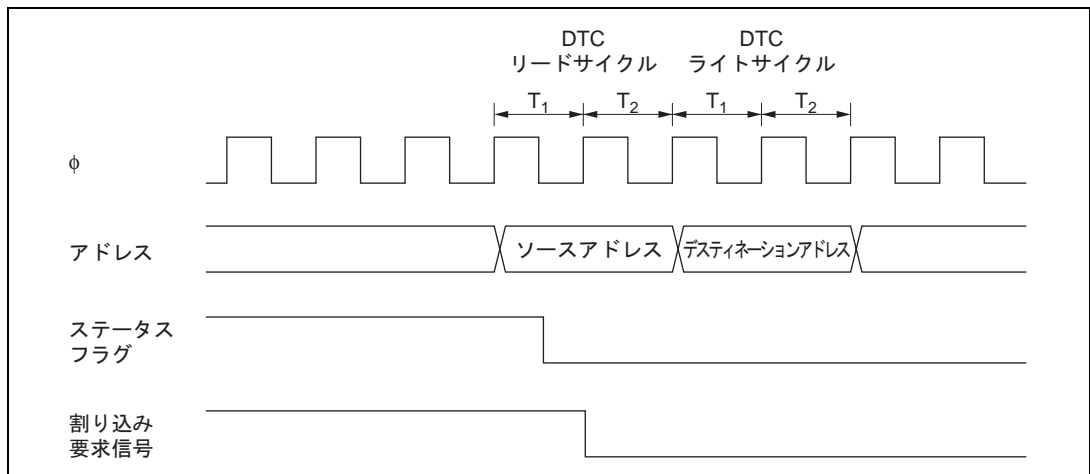 DTC
リードサイクル
DTC
ライトサイクル
T1
T2
T1
T2
φ
アドレス
ソースアドレス
デスティネーションアドレス
ステータス
フラグ
割り込み
要求信号